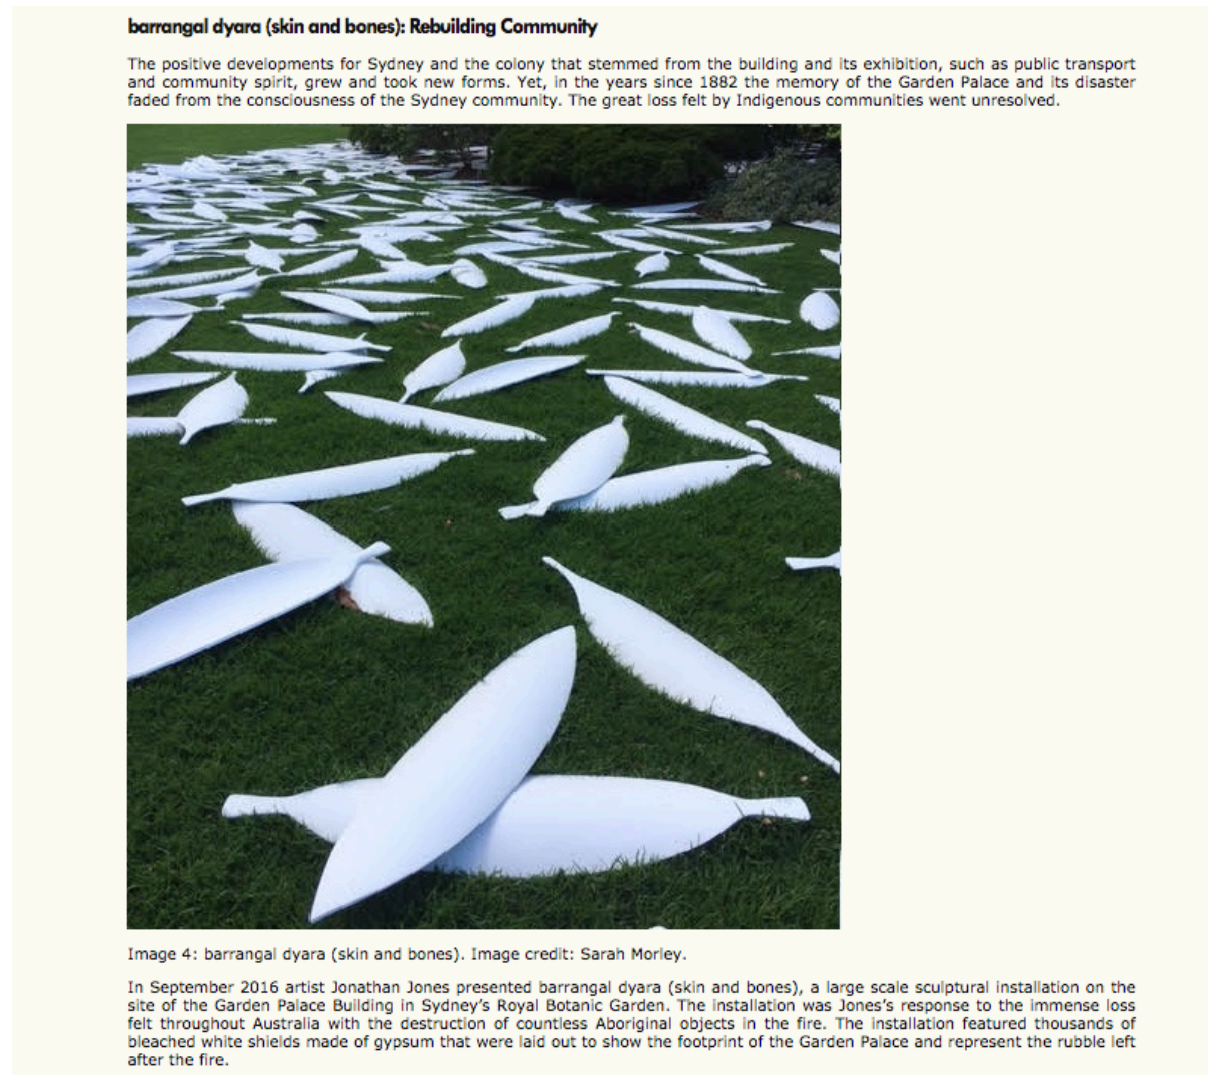 barrangal dyara (skin and bones): Rebuilding Community
The positive developments for Sydney and the colony that stemmed from the building and its exhibition, such as public transport
and community spirit, grew and took new forms. Yet, in the years since 1882 the memory of the Garden Palace and its disaster
faded from the consciousness of the Sydney community. The great loss felt by Indigenous communities went unresolved.
Image 4: barrangal dyara (skin and bones). Image credit: Sarah Morley.
In September 2016 artist Jonathan Jones presented barrangal dyara (skin and bones), a large scale sculptural installation on the
site of the Garden Palace Building in Sydney's Royal Botanic Garden. The installation was Jones's response to the immense loss
felt throughout Australia with the destruction of countless Aboriginal objects in the fire. The installation featured thousands of
bleached white shields made of gypsum that were laid out to show the footprint of the Garden Palace and represent the rubble left
after the fire.